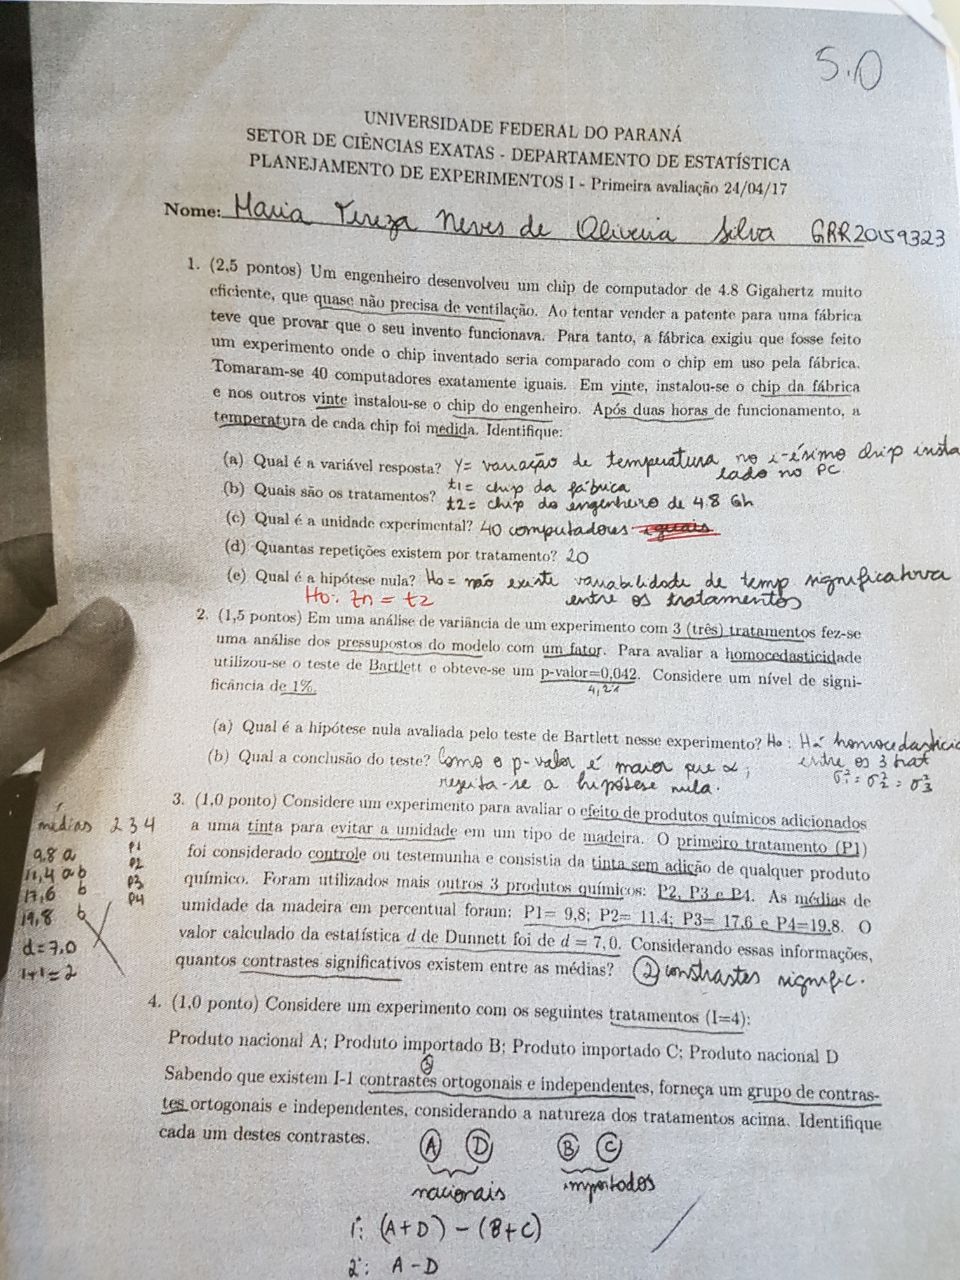 5.0
UNIVERSIDADE FEDERAL DO PARANÁ
SETOR DE CIÊNCIAS EXATAS - DEPARTAMENTO DE ESTATÍSTICA
PLANEJAMENTO DE EXPERIMENTOS I - Primeira avaliação 24/04/17
Nome: Maria Tereza Neves de Oliveira Silva GRR20159323
1. (2,5 pontos) Um engenheiro desenvolveu um chip de computador de 4.8 Gigahertz muito
eficiente, que quase não precisa de ventilação. Ao tentar vender a patente para uma fábrica
teve que provar que o seu invento funcionava. Para tanto, a fábrica exigiu que fosse feito
um experimento onde o chip inventado seria comparado com o chip em uso pela fábrica.
Tomaram-se 40 computadores exatamente iguais. Em vinte, instalou-se o chip da fábrica
e nos outros vinte instalou-se o chip do engenheiro. Após duas horas de funcionamento, a
temperatura de cada chip foi medida. Identifique:
(a) Qual é a variável resposta? Y= variação de temperatura no i-ésimo chip insta
lado no PC.
(b) Quais são os tratamentos? t1 = chip da fábrica
t2 = chip do engenheiro de 4.8 Gh
(c) Qual é a unidade experimental? 40 computadores iguais
(d) Quantas repetições existem por tratamento? 20
(e) Qual é a hipótese nula? Ho = não existe variabilidade de temp significativa
entre os tratamentos
2. (1,5 pontos) Em uma análise de variância de um experimento com 3 (três) tratamentos fez-se
uma análise dos pressupostos do modelo com um fator. Para avaliar a homocedasticidade
utilizou-se o teste de Bartlett e obteve-se um p-valor=0,042. Considere um nível de signi-
ficância de 1%.
(a) Qual é a hipótese nula avaliada pelo teste de Bartlett nesse experimento? Ho: Há homocedastici
entre os 3 trat
σ²₁ = σ²₂ = σ²₃
(b) Qual a conclusão do teste? Como o p-valor é maior que α,
rejeita-se a hipótese nula.
3. (1,0 ponto) Considere um experimento para avaliar o efeito de produtos químicos adicionados
a uma tinta para evitar a umidade em um tipo de madeira. O primeiro tratamento (P1)
foi considerado controle ou testemunha e consistia da tinta sem adição de qualquer produto
químico. Foram utilizados mais outros 3 produtos químicos: P2, P3 e P4. As médias de
umidade da madeira em percentual foram: P1= 9,8; P2= 11.4; P3= 17,6 e P4=19,8. O
valor calculado da estatística d de Dunnett foi de d = 7,0. Considerando essas informações,
quantos contrastes significativos existem entre as médias? 2 constrastes signific.
médias 2 3 4
9,8 a P1
11,4 ab P2
17,6 b P3
19,8 b P4
d=7,0
1+1=2
4. (1,0 ponto) Considere um experimento com os seguintes tratamentos (I=4):
Produto nacional A; Produto importado B; Produto importado C; Produto nacional D
Sabendo que existem I-1 contrastes ortogonais e independentes, forneça um grupo de contras-
tes ortogonais e independentes, considerando a natureza dos tratamentos acima. Identifique
cada um destes contrastes.
A D B C
nacionais importados
1º: (A+D) - (B+C)
2º: A - D